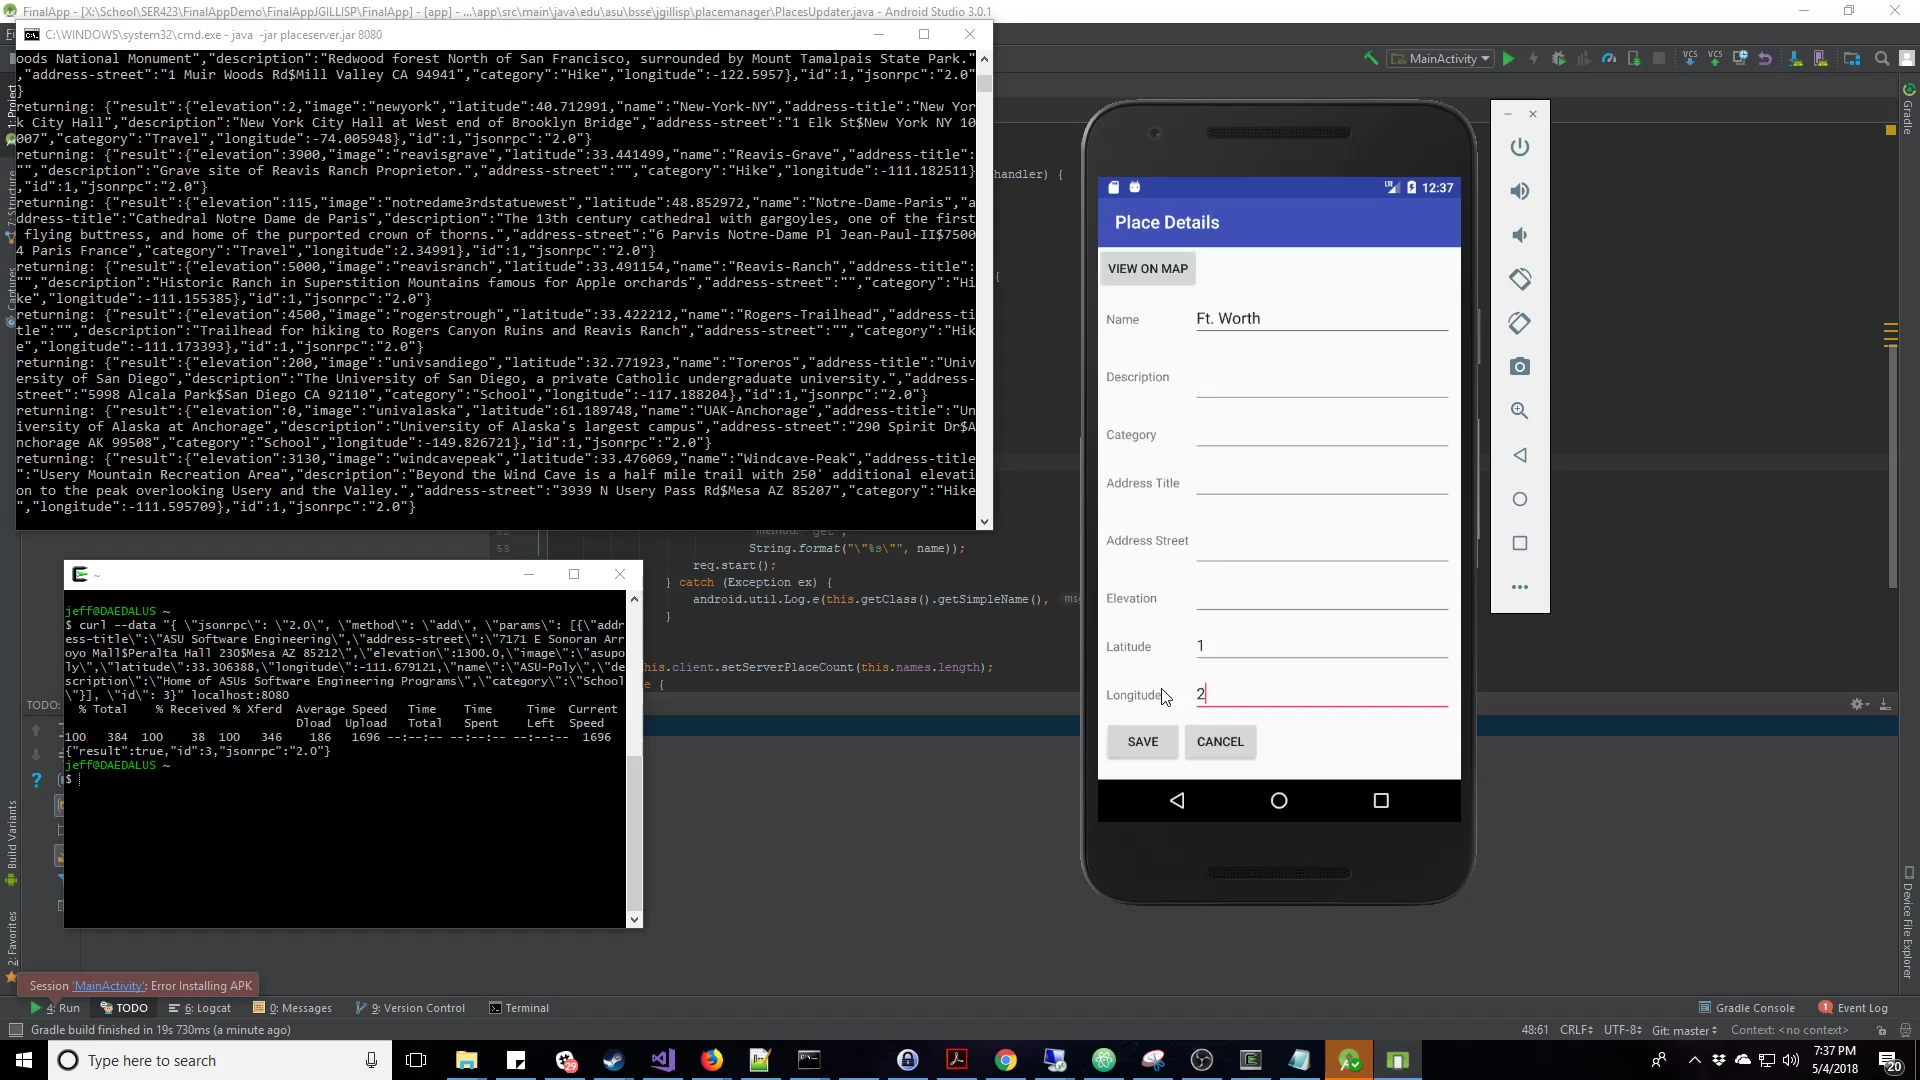 FinalApp - [X:\School\SER423\FinalAppDemo\FinalAppJGILLISP\FinalApp] - [app] - ...\app\src\main\java\edu\asu\bsse\jgillisp\placemanager\PlacesUpdater.java - Android Studio 3.0.1
C:\WINDOWS\system32\cmd.exe - java -jar placeserver.jar 8080
oods National Monument","description":"Redwood forest North of San Francisco, surrounded by Mount Tamalpais State Park."
,"address-street":"1 Muir Woods Rd$Mill Valley CA 94941","category":"Hike","longitude":-122.5957},"id":1,"jsonrpc":"2.0"
}
returning: {"result":{"elevation":2,"image":"newyork","latitude":40.712991,"name":"New-York-NY","address-title":"New Yor
k City Hall","description":"New York City Hall at West end of Brooklyn Bridge","address-street":"1 Elk St$New York NY 10
007","category":"Travel","longitude":-74.005948},"id":1,"jsonrpc":"2.0"}
returning: {"result":{"elevation":3900,"image":"reavisgrave","latitude":33.441499,"name":"Reavis-Grave","address-title":
"","description":"Grave site of Reavis Ranch Proprietor.","address-street":"","category":"Hike","longitude":-111.182511}
,"id":1,"jsonrpc":"2.0"}
returning: {"result":{"elevation":115,"image":"notredame3rdstatuewest","latitude":48.852972,"name":"Notre-Dame-Paris","a
ddress-title":"Cathedral Notre Dame de Paris","description":"The 13th century cathedral with gargoyles, one of the first
 flying buttress, and home of the purported crown of thorns.","address-street":"6 Parvis Notre-Dame Pl Jean-Paul-II$7500
4 Paris France","category":"Travel","longitude":2.34991},"id":1,"jsonrpc":"2.0"}
returning: {"result":{"elevation":5000,"image":"reavisranch","latitude":33.491154,"name":"Reavis-Ranch","address-title":
"","description":"Historic Ranch in Superstition Mountains famous for Apple orchards","address-street":"","category":"Hi
ke","longitude":-111.155385},"id":1,"jsonrpc":"2.0"}
returning: {"result":{"elevation":4500,"image":"rogerstrough","latitude":33.422212,"name":"Rogers-Trailhead","address-ti
tle":"","description":"Trailhead for hiking to Rogers Canyon Ruins and Reavis Ranch","address-street":"","category":"Hik
e","longitude":-111.173393},"id":1,"jsonrpc":"2.0"}
returning: {"result":{"elevation":200,"image":"univsandiego","latitude":32.771923,"name":"Toreros","address-title":"Univ
ersity of San Diego","description":"The University of San Diego, a private Catholic undergraduate university.","address-
street":"5998 Alcala Park$San Diego CA 92110","category":"School","longitude":-117.188204},"id":1,"jsonrpc":"2.0"}
returning: {"result":{"elevation":0,"image":"univalaska","latitude":61.189748,"name":"UAK-Anchorage","address-title":"Un
iversity of Alaska at Anchorage","description":"University of Alaska's largest campus","address-street":"290 Spirit Dr$A
nchorage AK 99508","category":"School","longitude":-149.826721},"id":1,"jsonrpc":"2.0"}
returning: {"result":{"elevation":3130,"image":"windcavepeak","latitude":33.476069,"name":"Windcave-Peak","address-title
":"Usery Mountain Recreation Area","description":"Beyond the Wind Cave is a half mile trail with 250' additional elevati
on to the peak overlooking Usery and the Valley.","address-street":"3939 N Usery Pass Rd$Mesa AZ 85207","category":"Hike
","longitude":-111.595709},"id":1,"jsonrpc":"2.0"}
MainActivity
handler) {
{
53
String.format("\"%s\"", name));
req.start();
} catch (Exception ex) {
android.util.Log.e(this.getClass().getSimpleName(), msg
}
his.client.setServerPlaceCount(this.names.length);
e {
TODO:
~
jeff@DAEDALUS ~
$ curl --data "{ \"jsonrpc\": \"2.0\", \"method\": \"add\", \"params\": [{\"addr
ess-title\":\"ASU Software Engineering\",\"address-street\":\"7171 E Sonoran Arr
oyo Mall$Peralta Hall 230$Mesa AZ 85212\",\"elevation\":1300.0,\"image\":\"asupo
ly\",\"latitude\":33.306388,\"longitude\":-111.679121,\"name\":\"ASU-Poly\",\"de
scription\":\"Home of ASUs Software Engineering Programs\",\"category\":\"School
\"}], \"id\": 3}" localhost:8080
% Total % Received % Xferd Average Speed Time Time Time Current
Dload Upload Total Spent Left Speed
100 384 100 38 100 346 186 1696 --:--:-- --:--:-- --:--:-- 1696
{"result":true,"id":3,"jsonrpc":"2.0"}
jeff@DAEDALUS ~
$
12:37
Place Details
VIEW ON MAP
Name Ft. Worth
Description
Category
Address Title
Address Street
Elevation
Latitude 1
Longitude 2
SAVE CANCEL
1: Project
7: Structure
Captures
Build Variants
2: Favorites
Gradle
Device File Explorer
Session 'MainActivity': Error Installing APK
4: Run TODO 6: Logcat 0: Messages 9: Version Control Terminal Gradle Console Event Log
Gradle build finished in 19s 730ms (a minute ago) 48:61 CRLF UTF-8 Git: master Context: <no context>
Type here to search
29
7:37 PM
5/4/2018
20